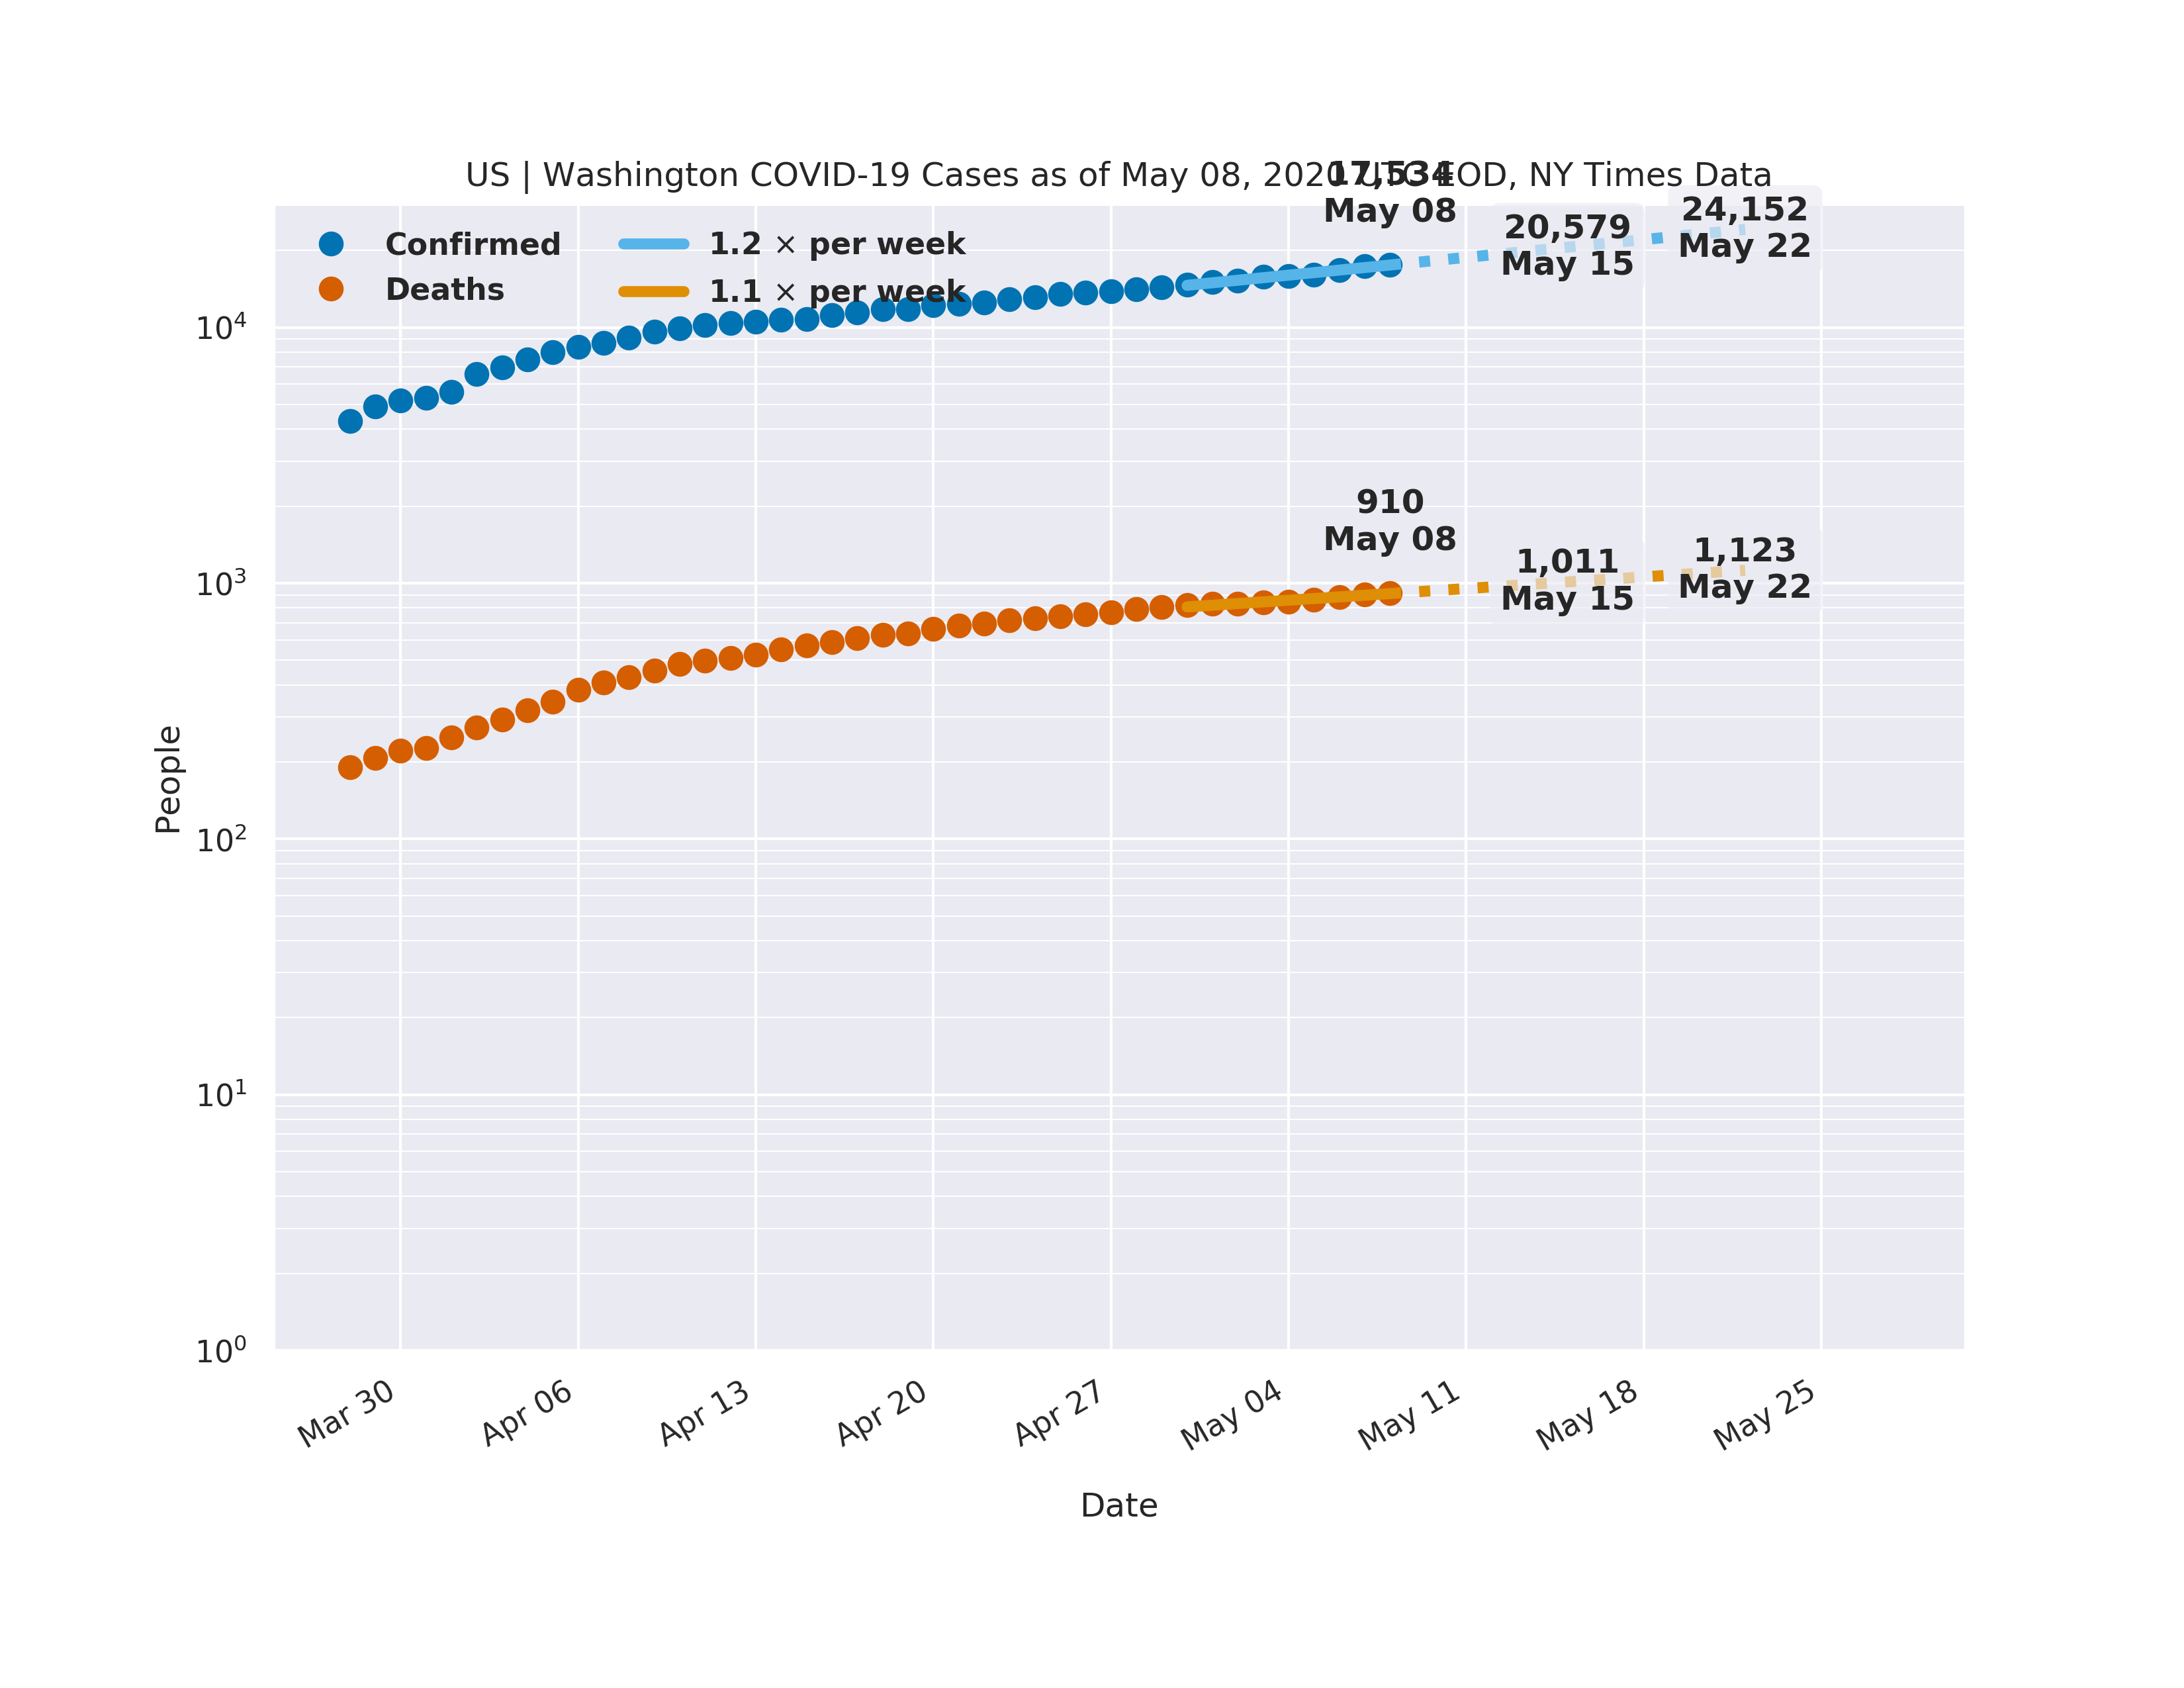 US | Washington COVID-19 Cases as of May 08, 2020 UTC EOD, NY Times Data
17,534
May 08
20,579
May 15
24,152
May 22
Confirmed
Deaths
1.2 × per week
1.1 × per week
910
May 08
1,011
May 15
1,123
May 22
People
10⁴
10³
10²
10¹
10⁰
Mar 30
Apr 06
Apr 13
Apr 20
Apr 27
May 04
May 11
May 18
May 25
Date